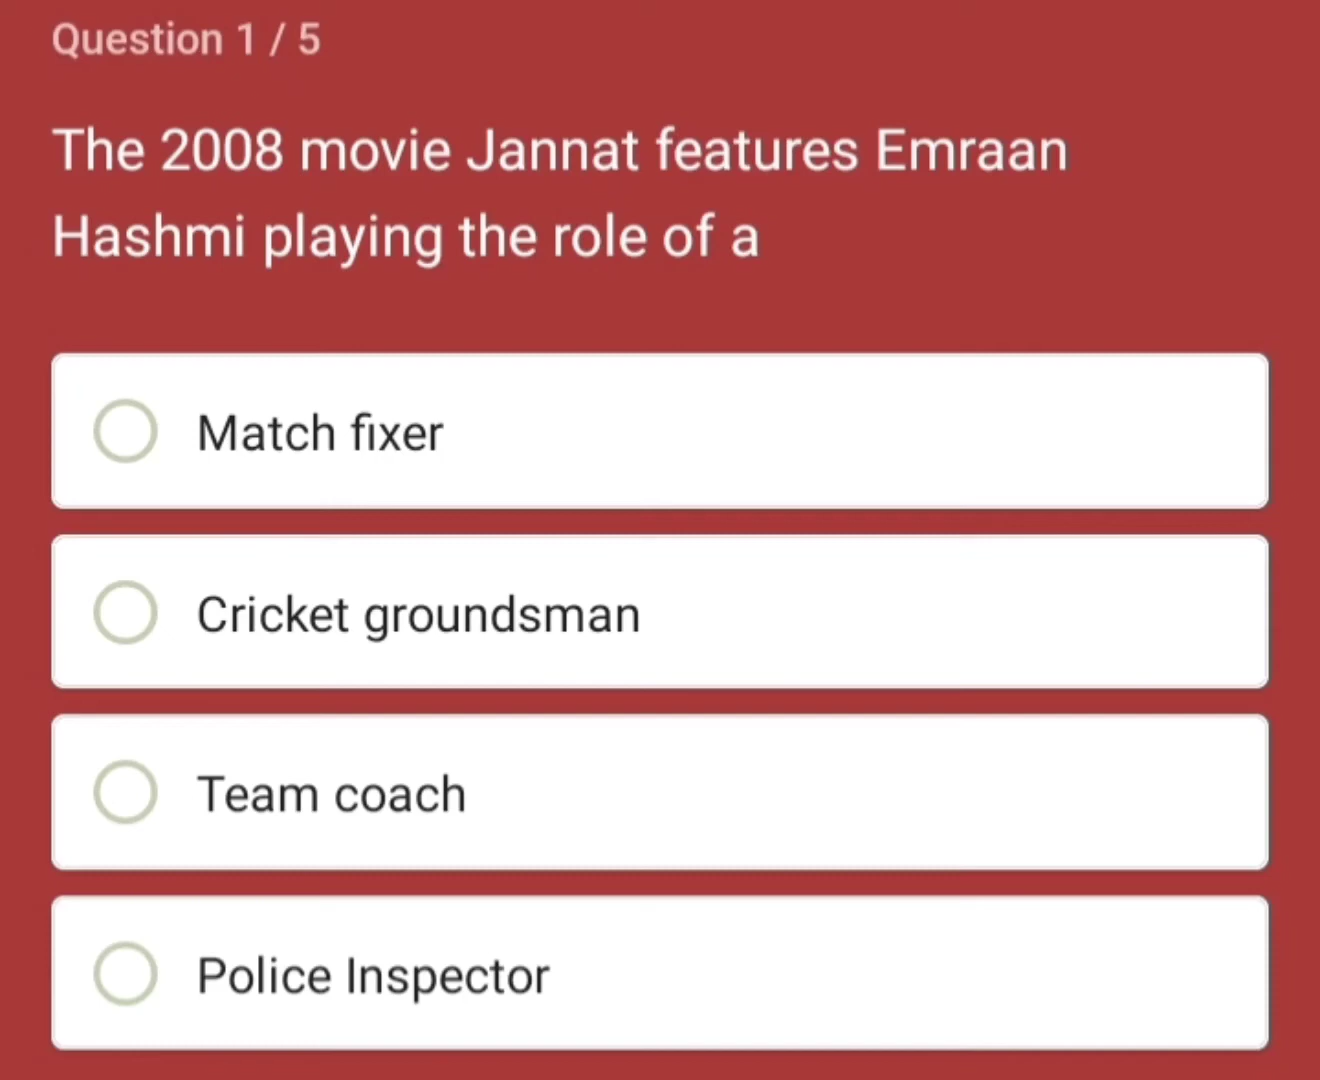 Question 1 / 5
The 2008 movie Jannat features Emraan
Hashmi playing the role of a
Match fixer
Cricket groundsman
Team coach
Police Inspector